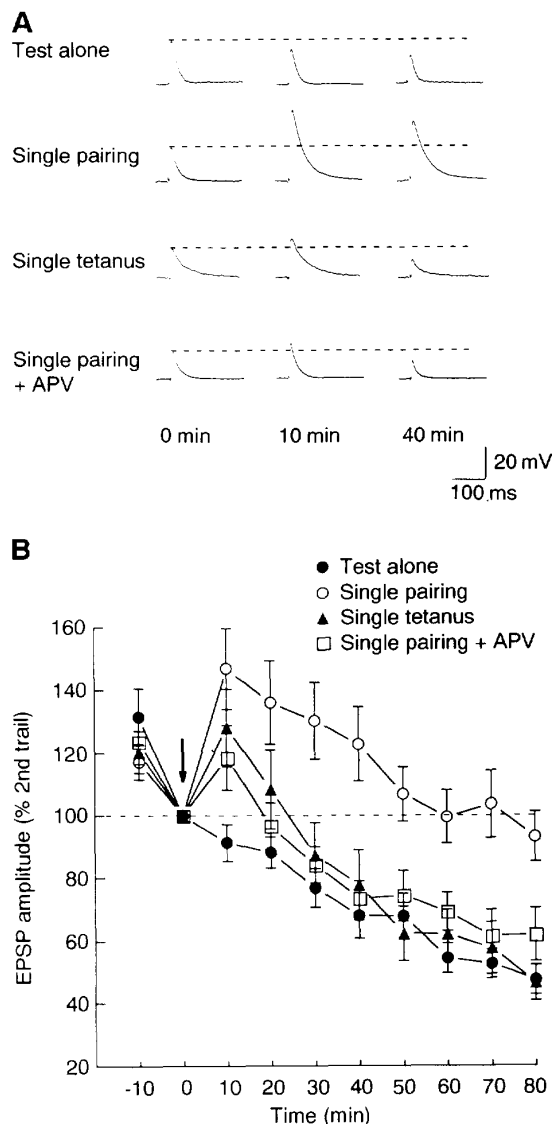 A
Test alone
Single pairing
Single tetanus
Single pairing
+ APV
0 min 10 min 40 min
20 mV
100 ms
B
Test alone
Single pairing
Single tetanus
Single pairing + APV
EPSP amplitude (% 2nd trail)
160
140
120
100
80
60
40
20
-10 0 10 20 30 40 50 60 70 80
Time (min)